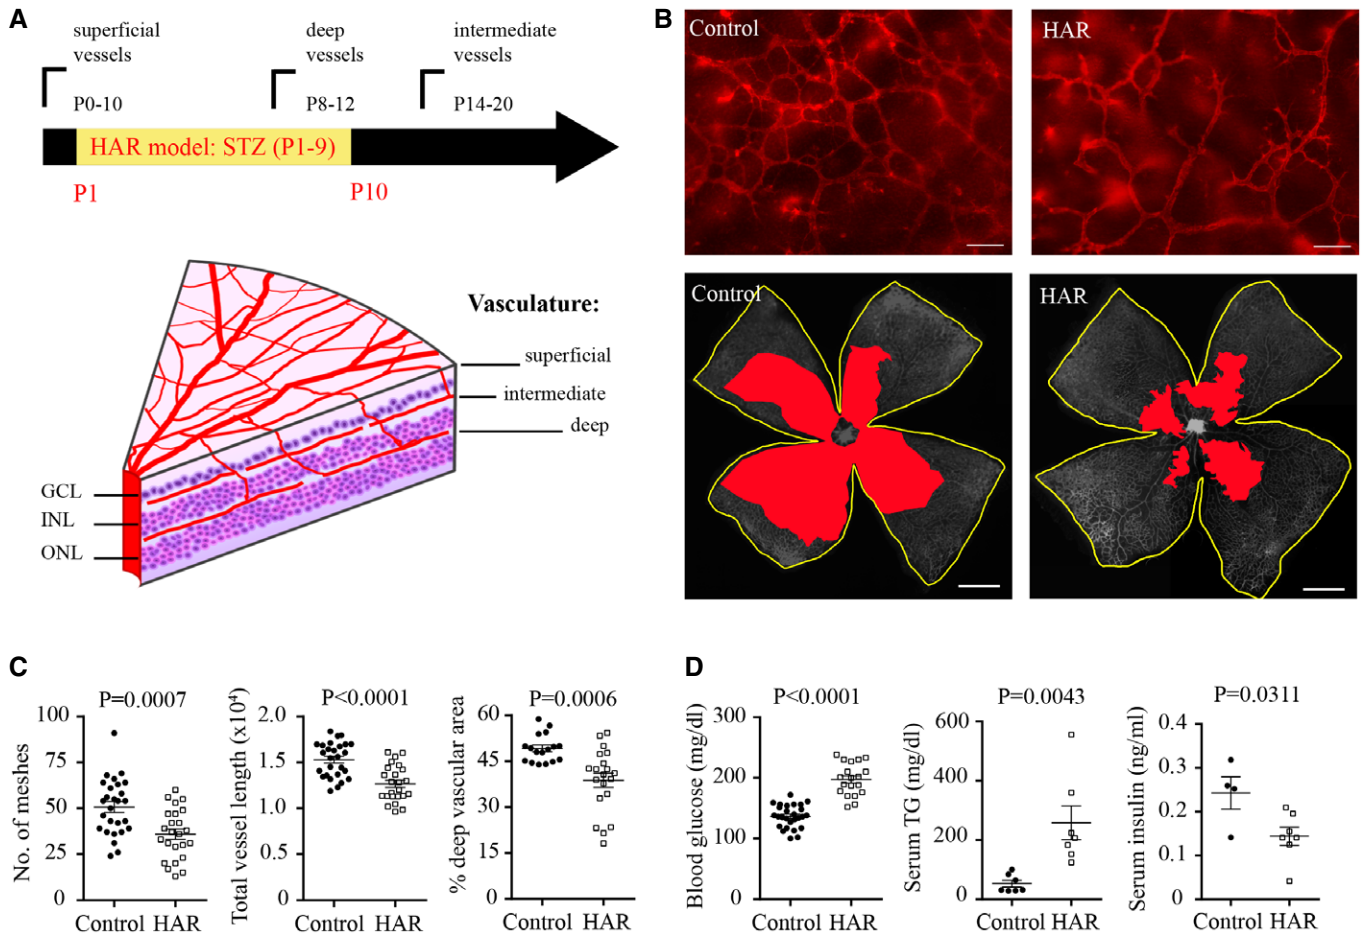 A
superficial
vessels
P0-10
deep
vessels
P8-12
intermediate
vessels
P14-20
HAR model: STZ (P1-9)
P1
P10
Vasculature:
superficial
intermediate
deep
GCL
INL
ONL
B
Control
HAR
Control
HAR
C
P=0.0007
No. of meshes
100
75
50
25
0
Control
HAR
P<0.0001
Total vessel length (x10⁴)
2.0
1.5
1.0
0.5
0
Control
HAR
P=0.0006
% deep vascular area
60
45
30
15
0
Control
HAR
D
P<0.0001
Blood glucose (mg/dl)
300
200
100
0
Control
HAR
P=0.0043
Serum TG (mg/dl)
600
400
200
0
Control
HAR
P=0.0311
Serum insulin (ng/ml)
0.4
0.3
0.2
0.1
0
Control
HAR